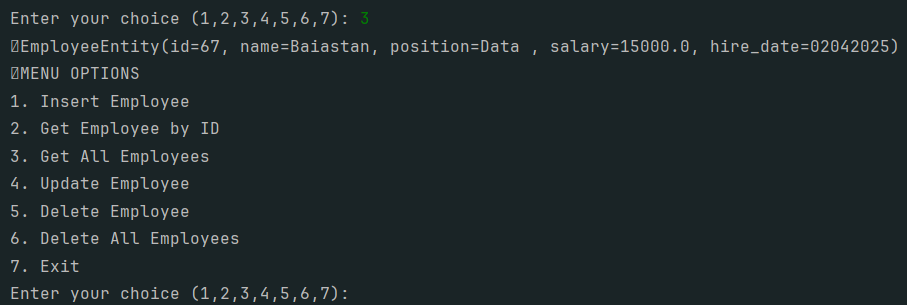 Enter your choice (1,2,3,4,5,6,7): 3
EmployeeEntity(id=67, name=Baiastan, position=Data , salary=15000.0, hire_date=02042025)
MENU OPTIONS
1. Insert Employee
2. Get Employee by ID
3. Get All Employees
4. Update Employee
5. Delete Employee
6. Delete All Employees
7. Exit
Enter your choice (1,2,3,4,5,6,7):